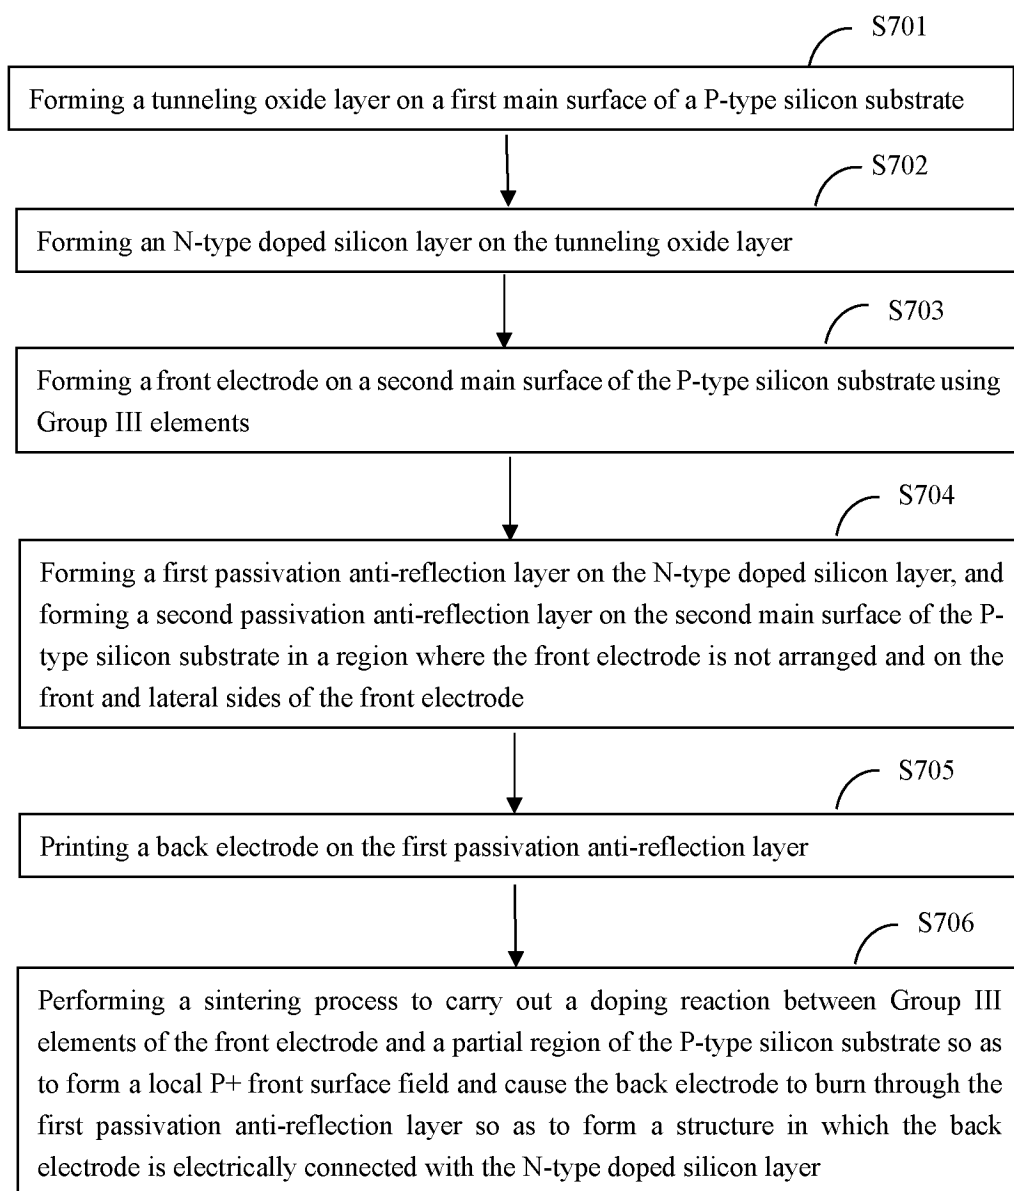 S701
Forming a tunneling oxide layer on a first main surface of a P-type silicon substrate
S702
Forming an N-type doped silicon layer on the tunneling oxide layer
S703
Forming a front electrode on a second main surface of the P-type silicon substrate using
Group III elements
S704
Forming a first passivation anti-reflection layer on the N-type doped silicon layer, and
forming a second passivation anti-reflection layer on the second main surface of the P-
type silicon substrate in a region where the front electrode is not arranged and on the
front and lateral sides of the front electrode
S705
Printing a back electrode on the first passivation anti-reflection layer
S706
Performing a sintering process to carry out a doping reaction between Group III
elements of the front electrode and a partial region of the P-type silicon substrate so as
to form a local P+ front surface field and cause the back electrode to burn through the
first passivation anti-reflection layer so as to form a structure in which the back
electrode is electrically connected with the N-type doped silicon layer